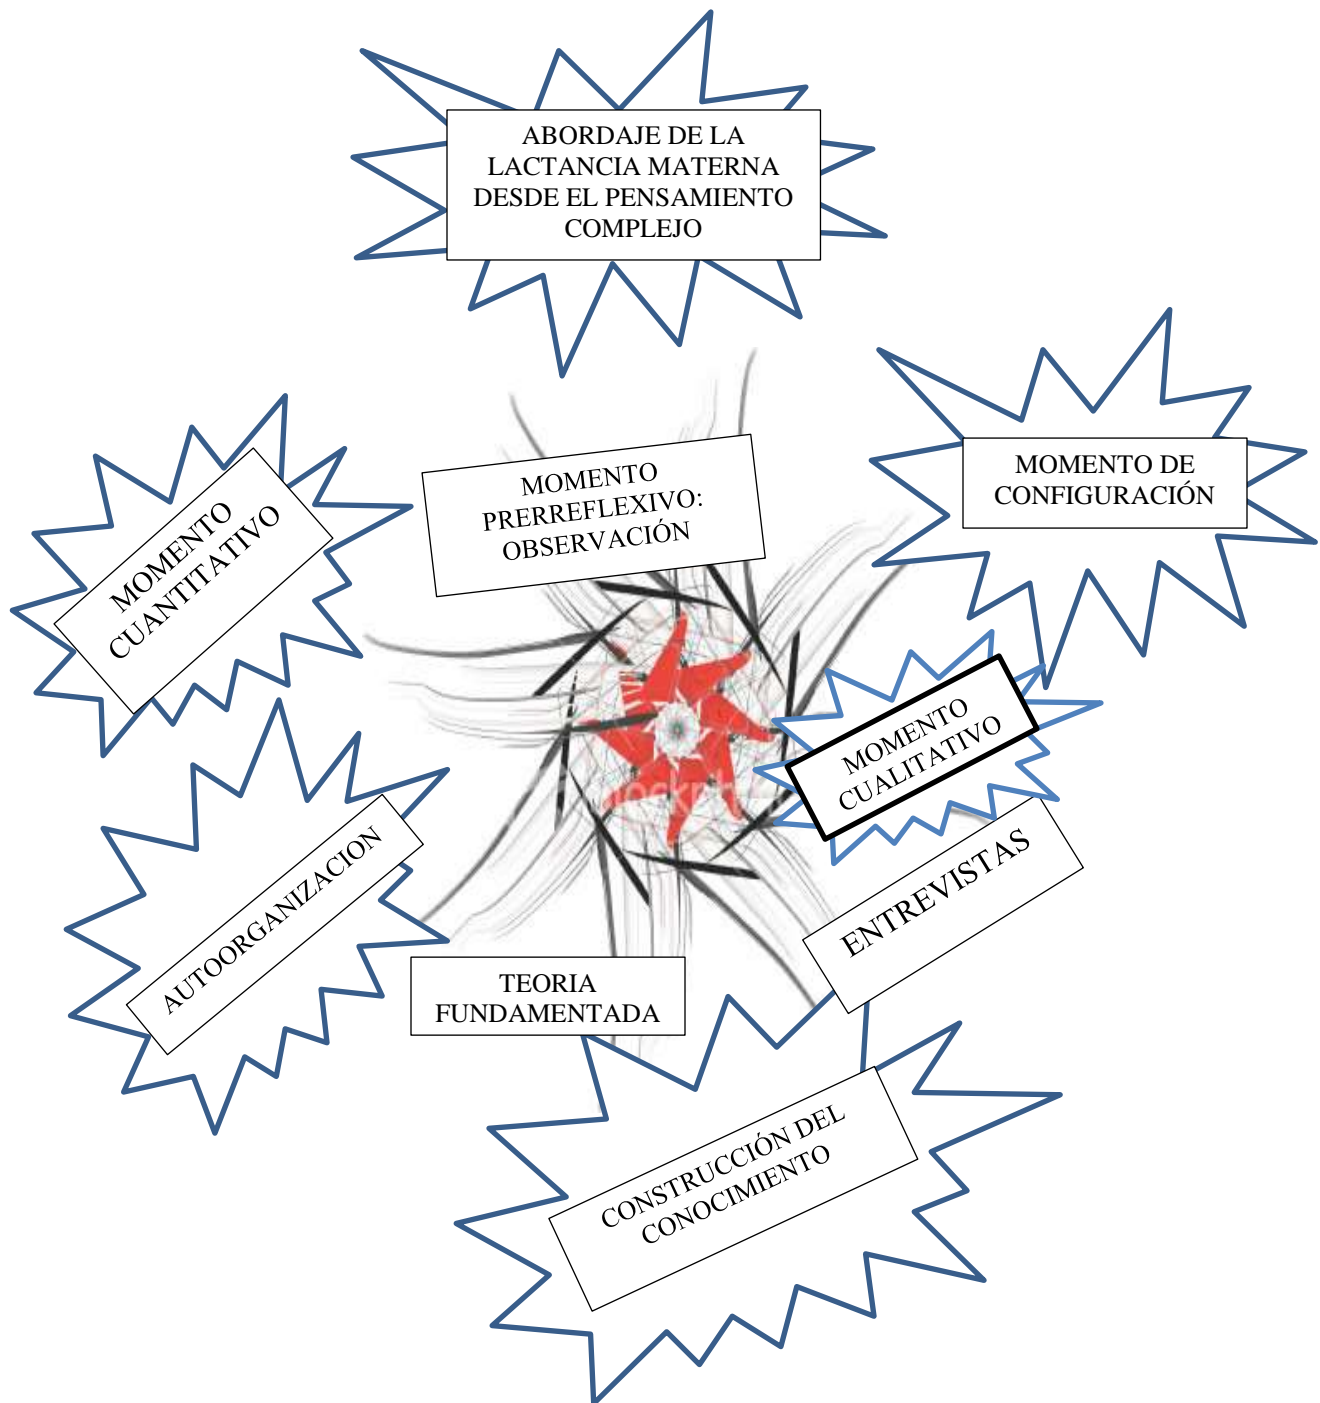 ABORDAJE DE LA
LACTANCIA MATERNA
DESDE EL PENSAMIENTO
COMPLEJO
MOMENTO DE
CONFIGURACIÓN
MOMENTO
PRERREFLEXIVO:
OBSERVACIÓN
MOMENTO
CUANTITATIVO
MOMENTO
CUALITATIVO
ENTREVISTAS
AUTOORGANIZACION
TEORIA
FUNDAMENTADA
CONSTRUCCIÓN DEL
CONOCIMIENTO